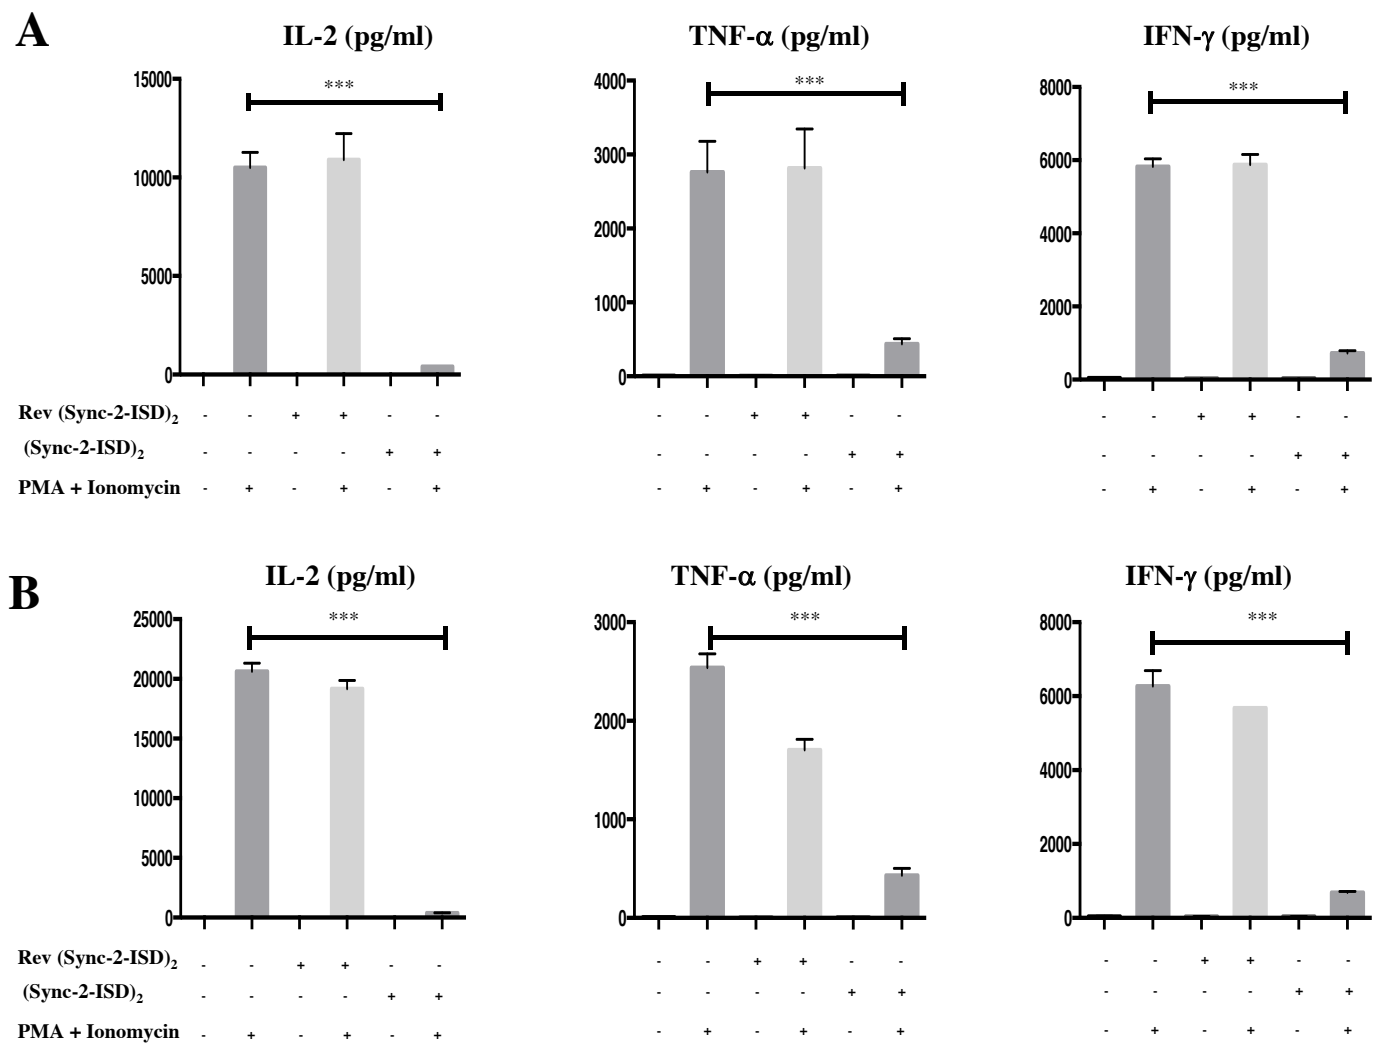 A
IL-2 (pg/ml)
TNF-α (pg/ml)
IFN-γ (pg/ml)
***
***
***
15000
10000
5000
0
4000
3000
2000
1000
0
8000
6000
4000
2000
0
Rev (Sync-2-ISD)2 - - + + - - - - + + - - - - + + - -
(Sync-2-ISD)2 - - - - + + - - - - + + - - - - + +
PMA + Ionomycin - + - + - + - + - + - + - + - + - +
B
IL-2 (pg/ml)
TNF-α (pg/ml)
IFN-γ (pg/ml)
***
***
***
25000
20000
15000
10000
5000
0
3000
2000
1000
0
8000
6000
4000
2000
0
Rev (Sync-2-ISD)2 - - + + - - - - + + - - - - + + - -
(Sync-2-ISD)2 - - - - + + - - - - + + - - - - + +
PMA + Ionomycin - + - + - + - + - + - + - + - + - +